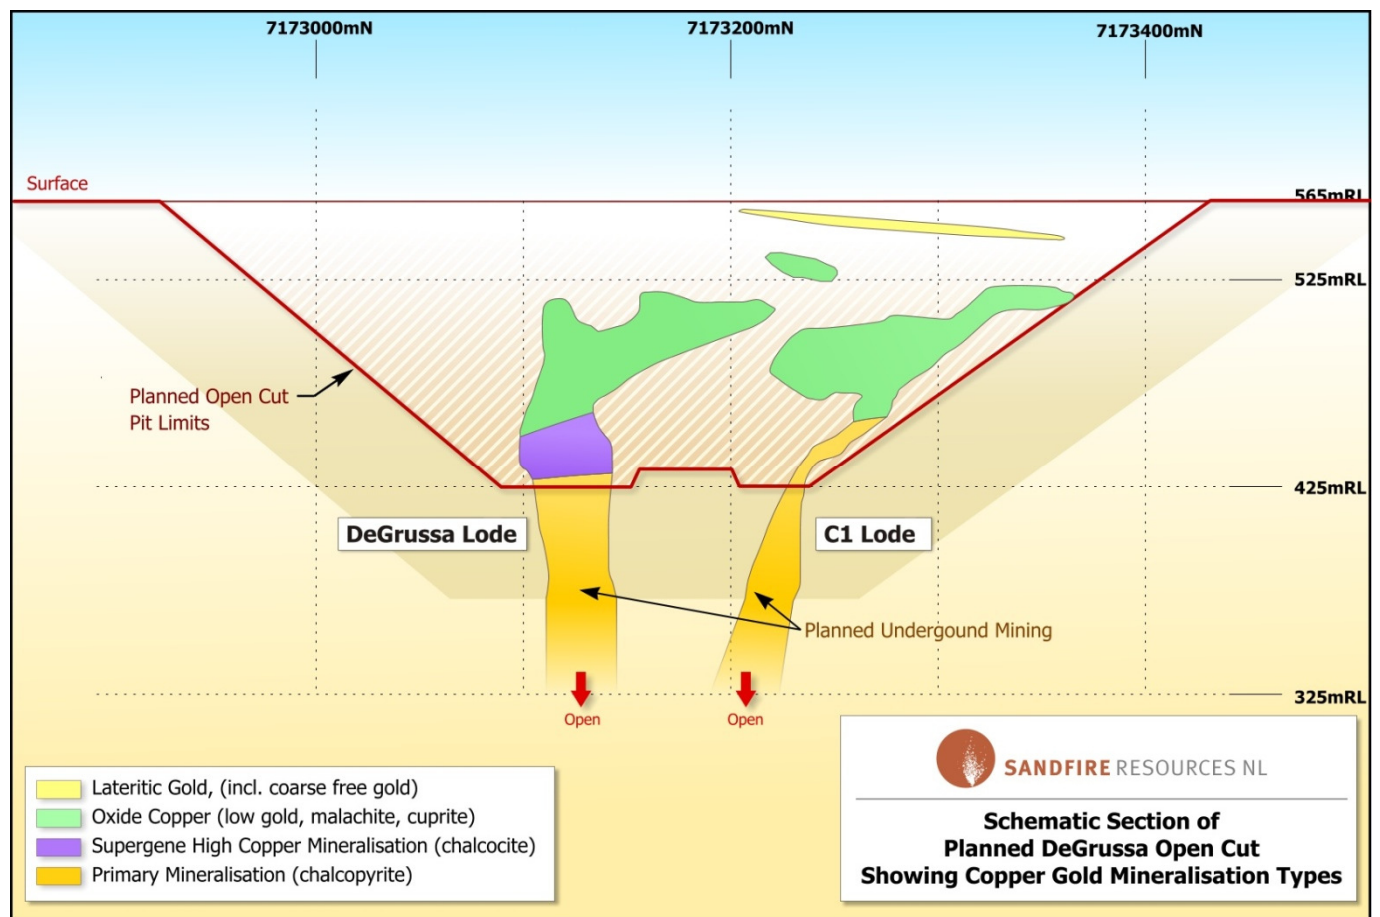 7173000mN
7173200mN
7173400mN
Surface
565mRL
525mRL
Planned Open Cut
Pit Limits
425mRL
DeGrussa Lode
C1 Lode
Planned Undergound Mining
325mRL
Open
Open
SANDFIRE RESOURCES NL
Schematic Section of
Planned DeGrussa Open Cut
Showing Copper Gold Mineralisation Types
Lateritic Gold, (incl. coarse free gold)
Oxide Copper (low gold, malachite, cuprite)
Supergene High Copper Mineralisation (chalcocite)
Primary Mineralisation (chalcopyrite)